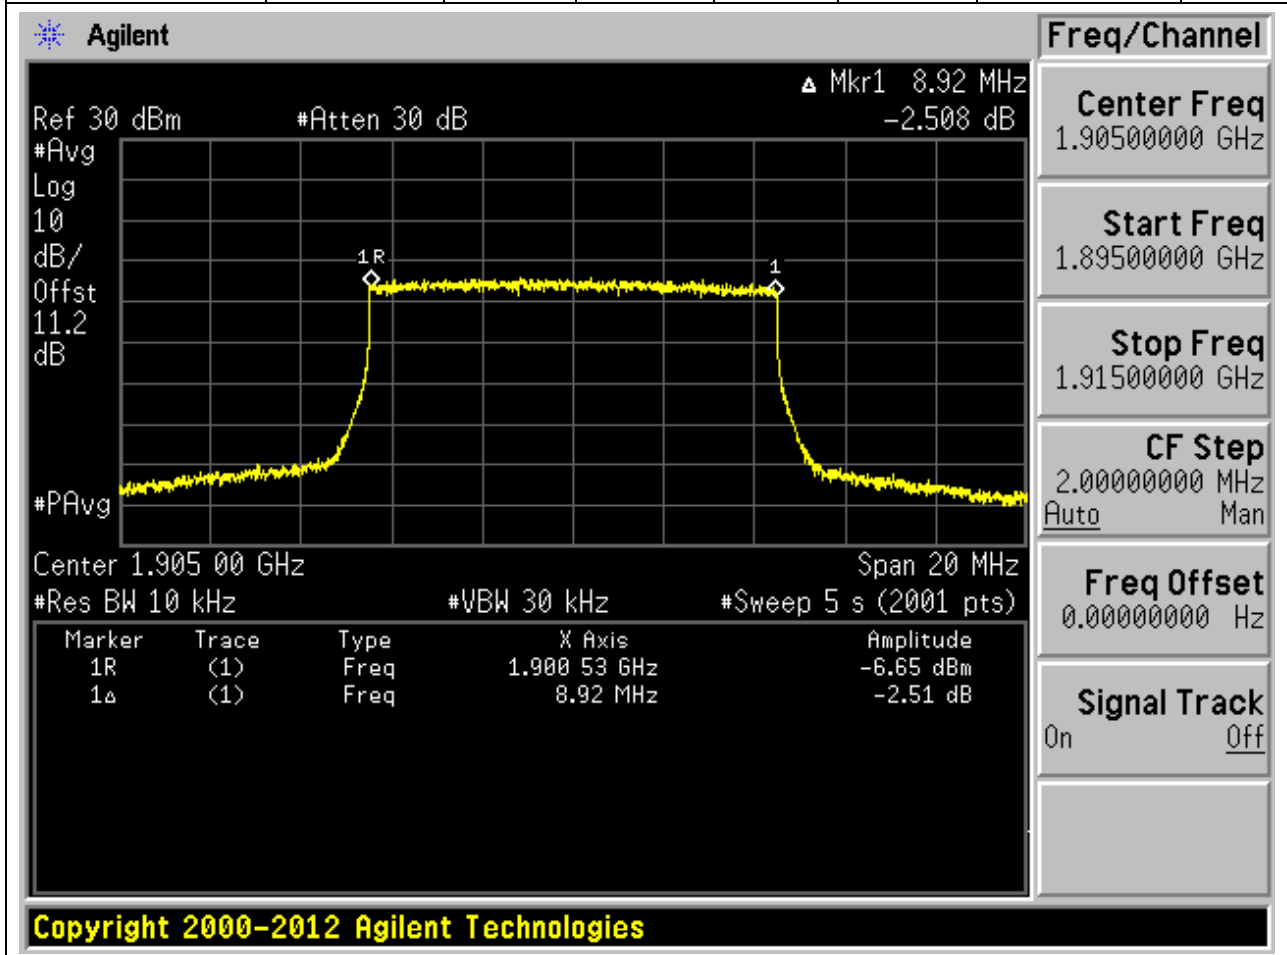 Agilent
Freq/Channel
▵ Mkr1 8.92 MHz
Ref 30 dBm #Atten 30 dB -2.508 dB
#Avg
Log
10
dB/
Offst
11.2
dB
1R
1
#PAvg
Center 1.905 00 GHz Span 20 MHz
#Res BW 10 kHz #VBW 30 kHz #Sweep 5 s (2001 pts)
Marker Trace Type X Axis Amplitude
1R (1) Freq 1.900 53 GHz -6.65 dBm
1▵ (1) Freq 8.92 MHz -2.51 dB
Center Freq
1.90500000 GHz
Start Freq
1.89500000 GHz
Stop Freq
1.91500000 GHz
CF Step
2.00000000 MHz
Auto Man
Freq Offset
0.00000000 Hz
Signal Track
On Off
Copyright 2000-2012 Agilent Technologies